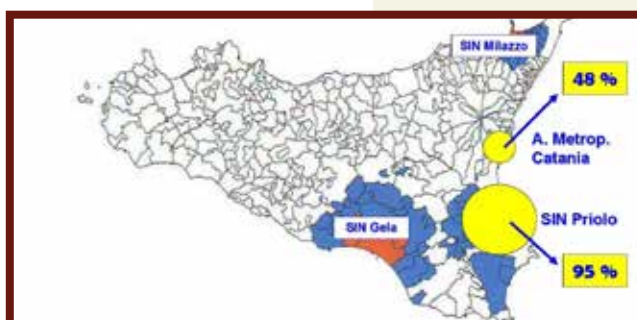 SIN Milazzo
48 %
A. Metrop.
Catania
SIN Gela
SIN Priolo
95 %